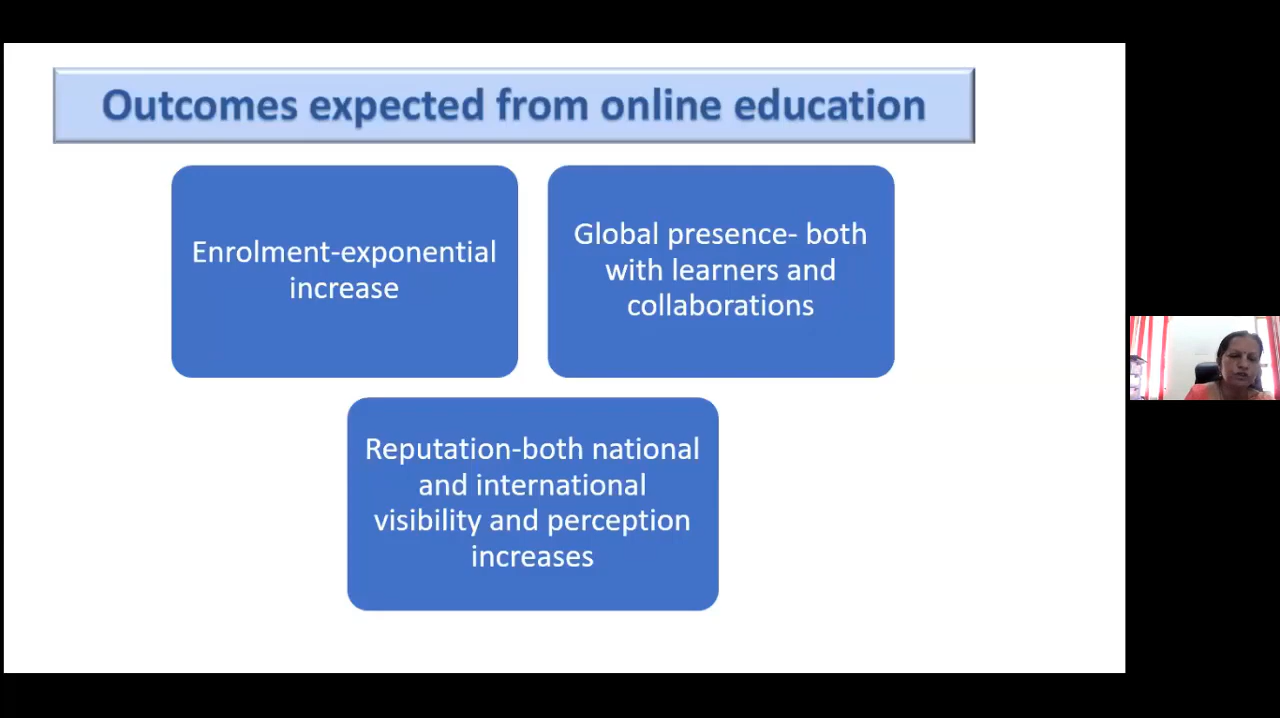 Outcomes expected from online education
Enrolment-exponential
increase
Global presence- both
with learners and
collaborations
Reputation-both national
and international
visibility and perception
increases